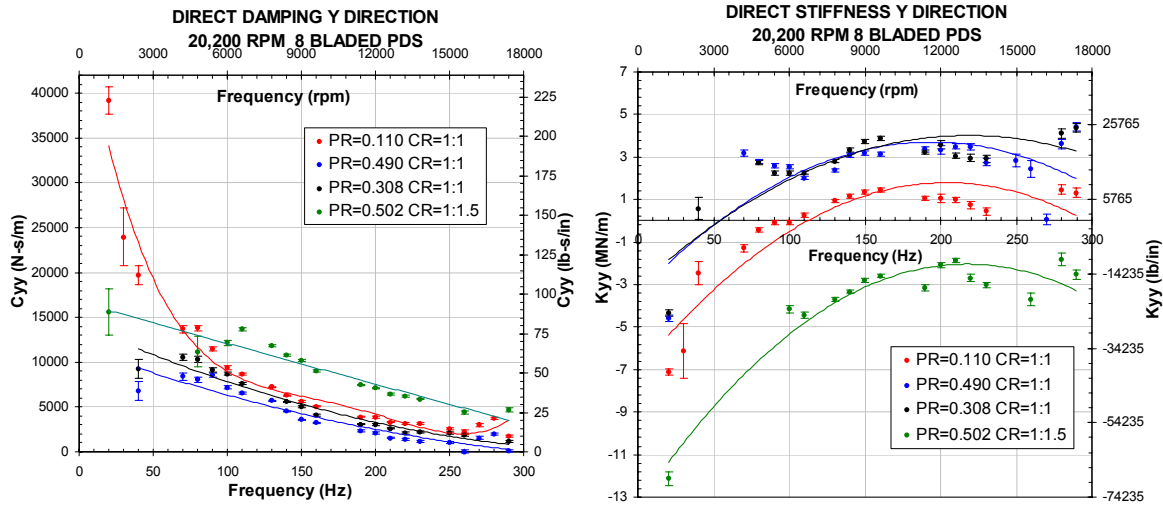 DIRECT DAMPING Y DIRECTION
20,200 RPM 8 BLADED PDS
0 3000 6000 9000 12000 15000 18000
Frequency (rpm)
40000
35000
30000
25000
20000
15000
10000
5000
0
Cyy (N-s/m)
225
200
175
150
125
100
75
50
25
0
Cyy (lb-s/in)
PR=0.110 CR=1:1
PR=0.490 CR=1:1
PR=0.308 CR=1:1
PR=0.502 CR=1:1.5
0 50 100 150 200 250 300
Frequency (Hz)
DIRECT STIFFNESS Y DIRECTION
20,200 RPM 8 BLADED PDS
0 3000 6000 9000 12000 15000 18000
Frequency (rpm)
7
5
3
1
-1
-3
-5
-7
-9
-11
-13
Kyy (MN/m)
25765
5765
-14235
-34235
-54235
-74235
Kyy (lb/in)
0 50 100 150 200 250 300
Frequency (Hz)
PR=0.110 CR=1:1
PR=0.490 CR=1:1
PR=0.308 CR=1:1
PR=0.502 CR=1:1.5